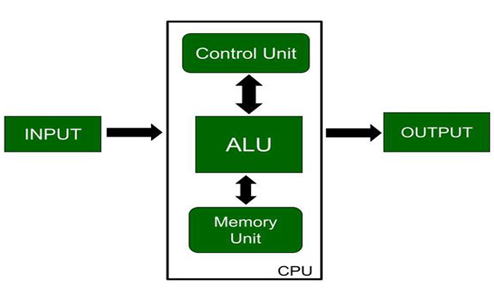 Control Unit
INPUT
ALU
OUTPUT
Memory
Unit
CPU